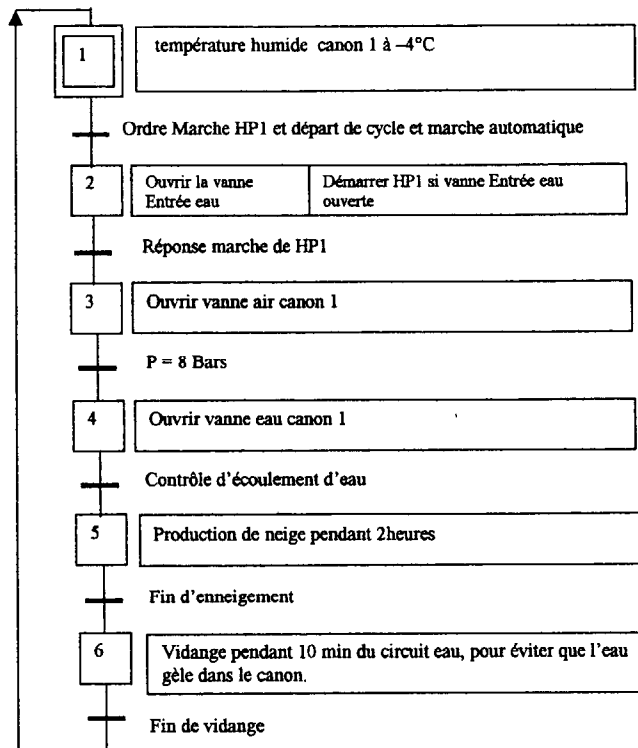 1
température humide canon 1 à –4°C
Ordre Marche HP1 et départ de cycle et marche automatique
2
Ouvrir la vanne
Entrée eau
Démarrer HP1 si vanne Entrée eau
ouverte
Réponse marche de HP1
3
Ouvrir vanne air canon 1
P = 8 Bars
4
Ouvrir vanne eau canon 1
Contrôle d'écoulement d'eau
5
Production de neige pendant 2heures
Fin d'enneigement
6
Vidange pendant 10 min du circuit eau, pour éviter que l'eau
gèle dans le canon.
Fin de vidange